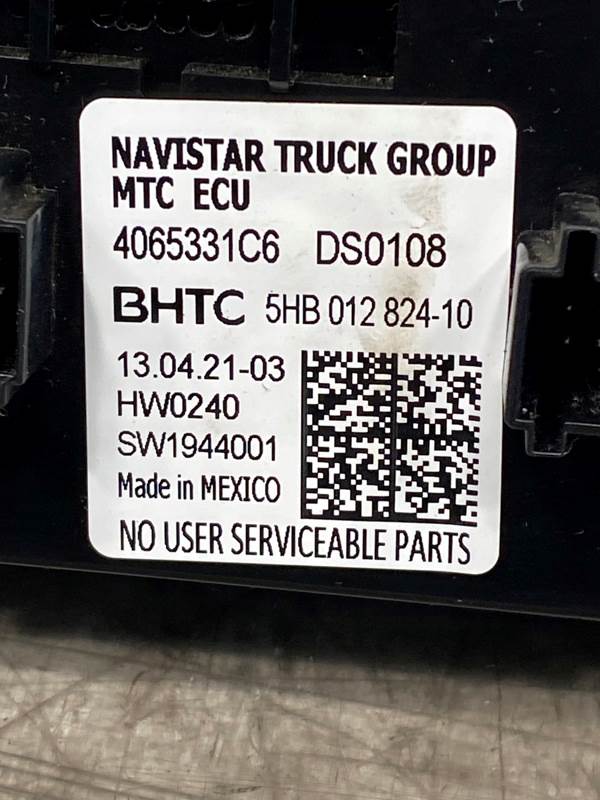 NAVISTAR TRUCK GROUP
MTC ECU
4065331C6 DS0108
BHTC 5HB 012 824-10
13.04.21-03
HW0240
SW1944001
Made in MEXICO
NO USER SERVICEABLE PARTS